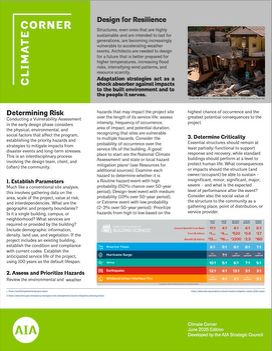 CLIMATE CORNER
Design for Resilience
Structures, even ones that are highly
sustainable and are intended to last for
generations, are becoming increasingly
vulnerable to accelerating weather
events. Architects are needed to design
for a future that is better prepared for
higher temperatures, increasing flood
risks, intensifying wind patterns, and
resource scarcity.
Adaptation strategies act as a
shock absorber against impacts
to the built environment and to
the people it serves.
Determining Risk
Conducting a Vulnerability Assessment
in the early design phase considers
the physical, environmental, and
social factors that affect the program,
establishing the priority hazards and
strategies to mitigate impacts from
disaster events and long-term stresses.
This is an interdisciplinary process
involving the design team, client, and
(often) the community.
1. Establish Parameters
Much like a conventional site analysis,
this involves gathering data on the
area, scale of the project, value at risk,
and interdependencies. What are the
geographic and property boundaries?
Is it a single building, campus, or
neighborhood? What services are
required or provided by the building?
Include demographic information,
density, land use, and vegetation. If the
project includes an existing building,
establish the condition and compliance
with current codes. Establish the
anticipated service life of the project,
using 100 years as the default lifespan.
2. Assess and Prioritize Hazards
Review the environmental and weather
hazards that may impact the project site
over the length of its service life: assess
intensity, frequency of occurrence,
area of impact, and potential duration,
recognizing that sites are vulnerable
to multiple hazards. Determine the
probability of occurrence over the
service life of the building. A good
place to start are the National Climate
Assessment and state or local hazard
mitigation plans
additional sources). Examine each
hazard to determine whether it is
a Routine hazard event with high
probability (50% chance over 50-year
period), Design-level event with medium
probability (10% over 50-year period),
or Extreme event with low probability
(2-3% over 50-year period). Prioritize
hazards from high to low based on the
highest chance of occurrence and the
greatest potential consequences to the
project.
3. Determine Criticality
Essential structures should remain at
least partially functional to support
response and recovery, while standard
buildings should perform at a level to
protect human life. What consequences
or impacts should the structure (and
owner/occupant) be able to sustain -
insignificant, minor, significant, major,
severe - and what is the expected
level of performance after the event?
Consider also the social value of
the structure to the community as a
gathering place, point of distribution, or
service provider.
Riverine Flood
Hurricane Surge
Wind
Earthquake
AIA
Climate Corner
June 2025 Edition
Developed by the AIA Strategic Council